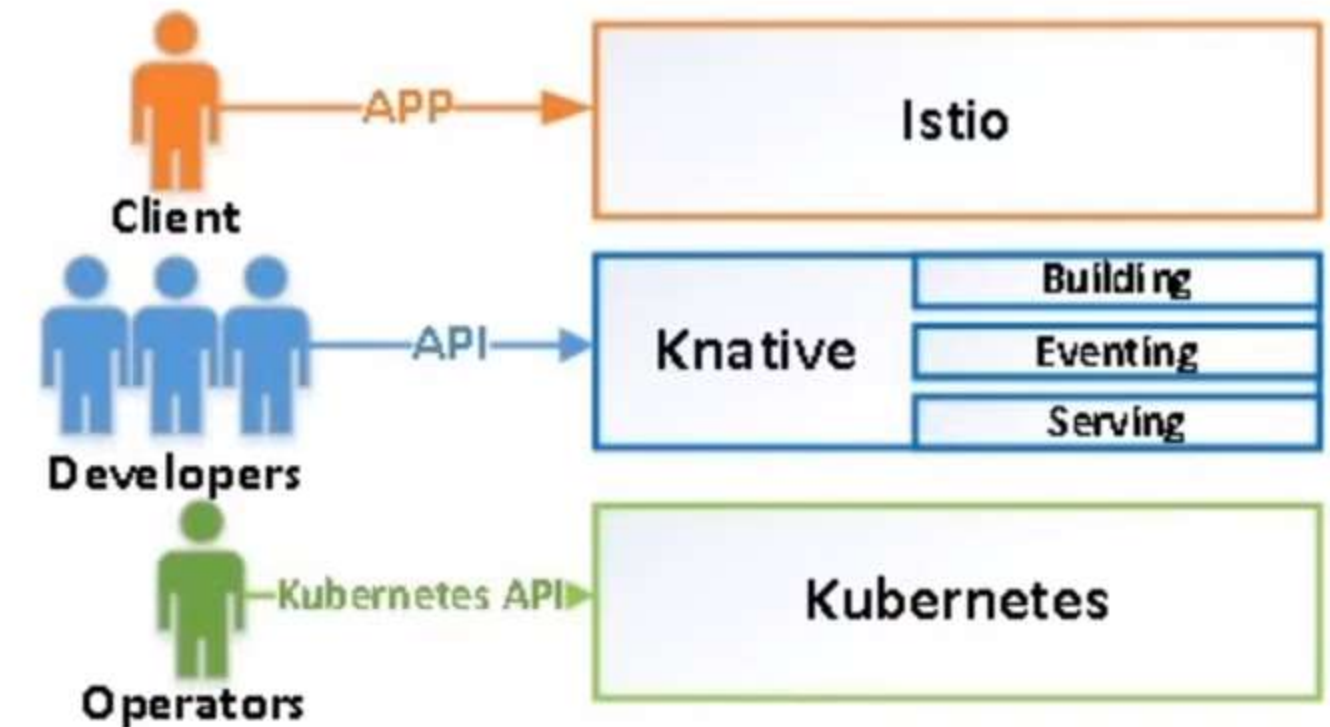 APP
Istio
Client
Building
Knative
API
Eventing
Serving
Developers
Kubernetes API
Kubernetes
Operators